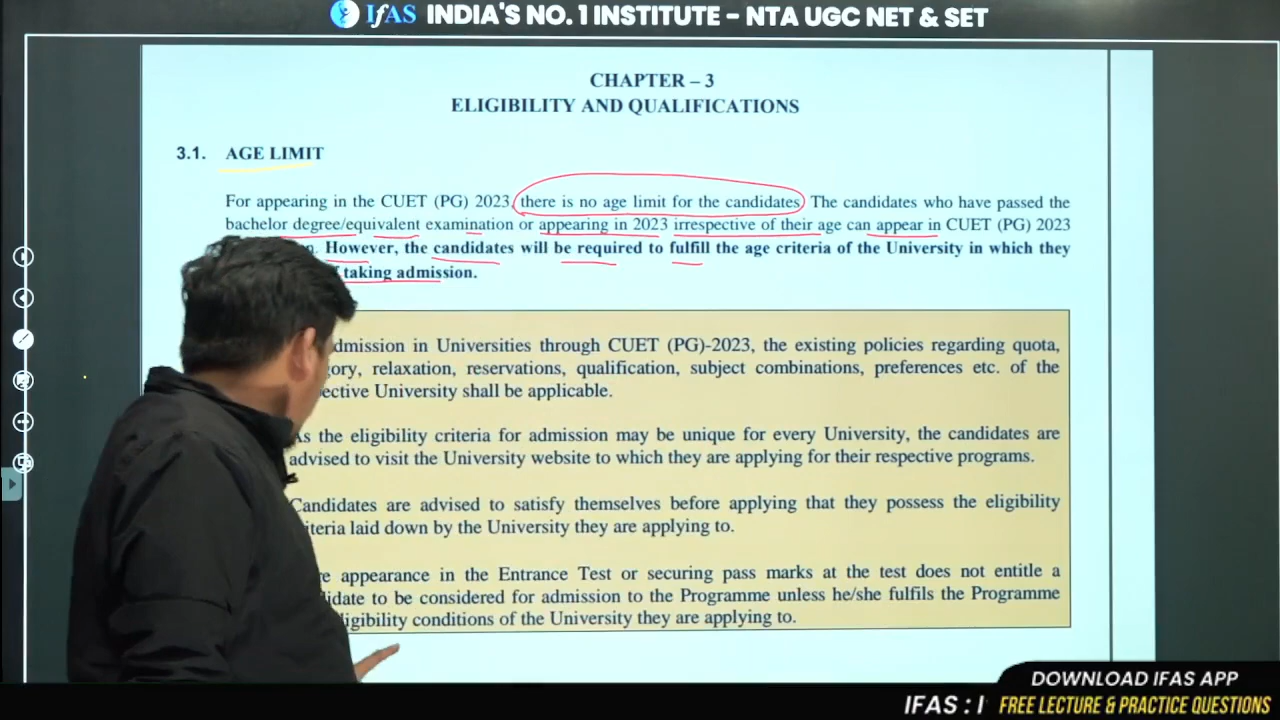 IFAS INDIA'S NO. 1 INSTITUTE – NTA UGC NET & SET
CHAPTER – 3
ELIGIBILITY AND QUALIFICATIONS
3.1. AGE LIMIT
For appearing in the CUET (PG) 2023, there is no age limit for the candidates. The candidates who have passed the
bachelor degree/equivalent examination or appearing in 2023 irrespective of their age can appear in CUET (PG) 2023
However, the candidates will be required to fulfill the age criteria of the University in which they
taking admission.
in Universities through CUET (PG)-2023, the existing policies regarding quota,
relaxation, reservations, qualification, subject combinations, preferences etc. of the
University shall be applicable.
As the eligibility criteria for admission may be unique for every University, the candidates are
advised to visit the University website to which they are applying for their respective programs.
Candidates are advised to satisfy themselves before applying that they possess the eligibility
laid down by the University they are applying to.
appearance in the Entrance Test or securing pass marks at the test does not entitle a
to be considered for admission to the Programme unless he/she fulfils the Programme
conditions of the University they are applying to.
DOWNLOAD IFAS APP
IFAS : I FREE LECTURE & PRACTICE QUESTIONS